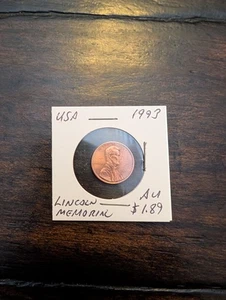 USA — 1993
LINCOLN — AU
MEMORIAL $1.89